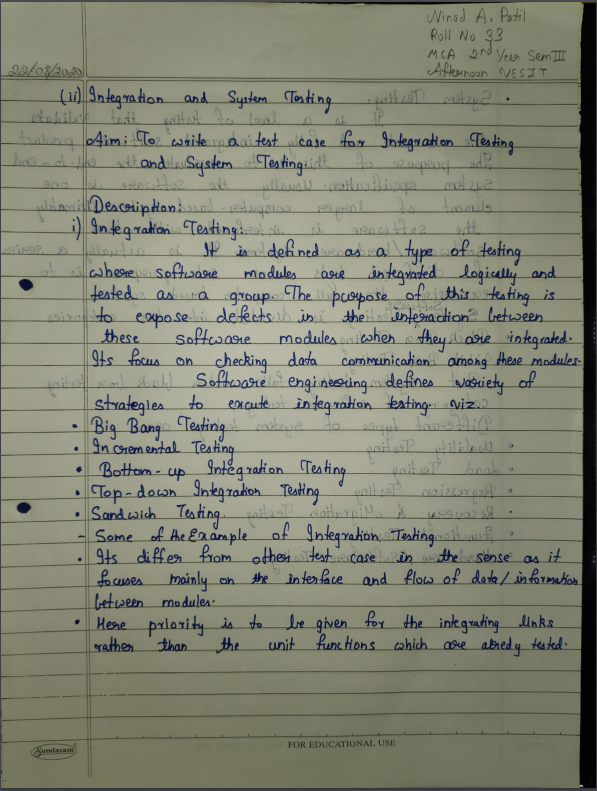 Ninad A. Patil
Roll No 33
MCA 2nd Year Sem III
Afternoon VESIT
22/08/2020
(ii) Integration and System Testing
Aim: To write a test case for Integration Testing
and System Testing.
Description:
i) Integration Testing:
It is defined as a type of testing
where software modules are integrated logically and
tested as a group. The purpose of this testing is
to expose defects in the interaction between
these software modules when they are integrated.
Its focus on checking data communication among these modules.
Software engineering defines variety of
strategies to excute integration testing. viz.
• Big Bang Testing
• Incremental Testing
• Bottom-up Integration Testing
• Top-down Integration Testing
• Sandwich Testing
- Some of the Example of Integration Testing
• Its differ from other test case in the sense as it
focuses mainly on the interface and flow of data/information
between modules.
• Here priority is to be given for the integrating links
rather than the unit functions which are alredy tested.
Sundaram
FOR EDUCATIONAL USE